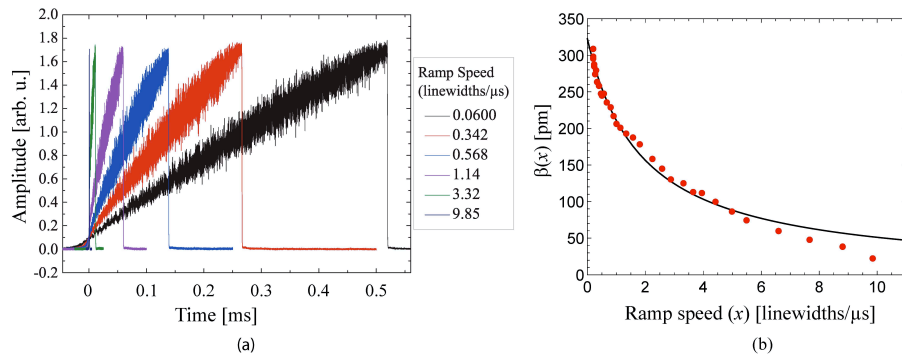 (a)
2.0
1.8
1.6
1.4
1.2
1.0
0.8
0.6
0.4
0.2
0.0
-0.2
Amplitude [arb. u.]
0 0.1 0.2 0.3 0.4 0.5
Time [ms]
(a)
Ramp Speed
(linewidths/µs)
0.0600
0.342
0.568
1.14
3.32
9.85
350
300
250
200
150
100
50
0
β(x) [pm]
0 2 4 6 8 10
Ramp speed (x) [linewidths/µs]
(b)